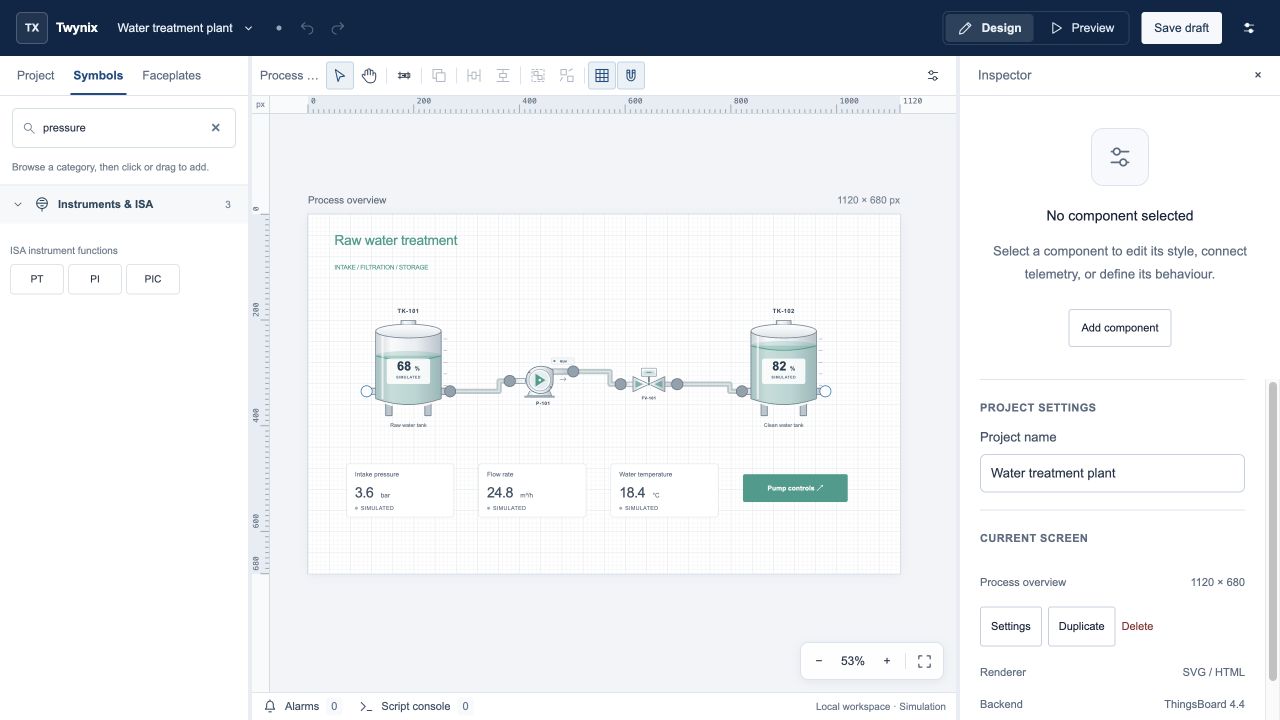 TX Twynix Water treatment plant Design Preview Save draft
Project Symbols Faceplates Process ... Inspector
px 0 200 400 600 800 1000 1120
pressure
Browse a category, then click or drag to add.
Instruments & ISA 3
ISA instrument functions
PT PI PIC
0
200
400
600
680
Process overview 1120 × 680 px
Raw water treatment
INTAKE / FILTRATION / STORAGE
TK-101 TK-102
68 %
SIMULATED
82 %
SIMULATED
P-101 FV-101
Raw water tank Clean water tank
Intake pressure
3.6 bar
SIMULATED
Flow rate
24.8 m³/h
SIMULATED
Water temperature
18.4 °C
SIMULATED
Pump controls ↗
− 53% +
Alarms 0 Script console 0 Local workspace · Simulation
No component selected
Select a component to edit its style, connect
telemetry, or define its behaviour.
Add component
PROJECT SETTINGS
Project name
Water treatment plant
CURRENT SCREEN
Process overview 1120 × 680
Settings Duplicate Delete
Renderer SVG / HTML
Backend ThingsBoard 4.4